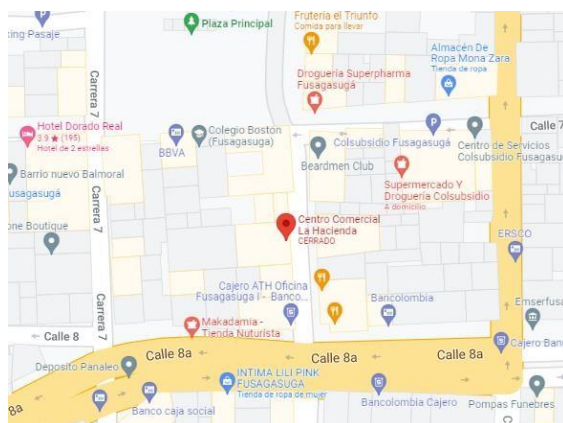 Frutería el Triunfo
Comida para llevar
Plaza Principal
king Pasaje
Almacén De
Ropa Mona Zara
Tienda de ropa
Droguería Superpharma
Fusagasugá
Carrera 7
Calle 7
Hotel Dorado Real
3.9 ★ (195)
Hotel de 2 estrellas
Colegio Boston
(Fusagasuga)
BBVA
Colsubsidio Fusagasugá
Centro de Servicios
Colsubsidio Fusagasu
Beardmen Club
Barrio nuevo Balmoral
Fusagasugá
Supermercado Y
Droguería Colsubsidio
A domicilio
one Boutique
Carrera 7
Centro Comercial
La Hacienda
CERRADO
ERSCO
Cajero ATH Oficina
Fusagasuga I - Banco...
Bancolombia
Emserfusa
Makadamia -
Tienda Nuturista
Calle 8
Carrera 7
Cajero Ban
Calle 8a
Calle 8a
Calle 8a
Deposito Panaleo
INTIMA LILI PINK
FUSAGASUGA
Tienda de ropa de mujer
8a
Banco caja social
Bancolombia Cajero
Pompas Funebres